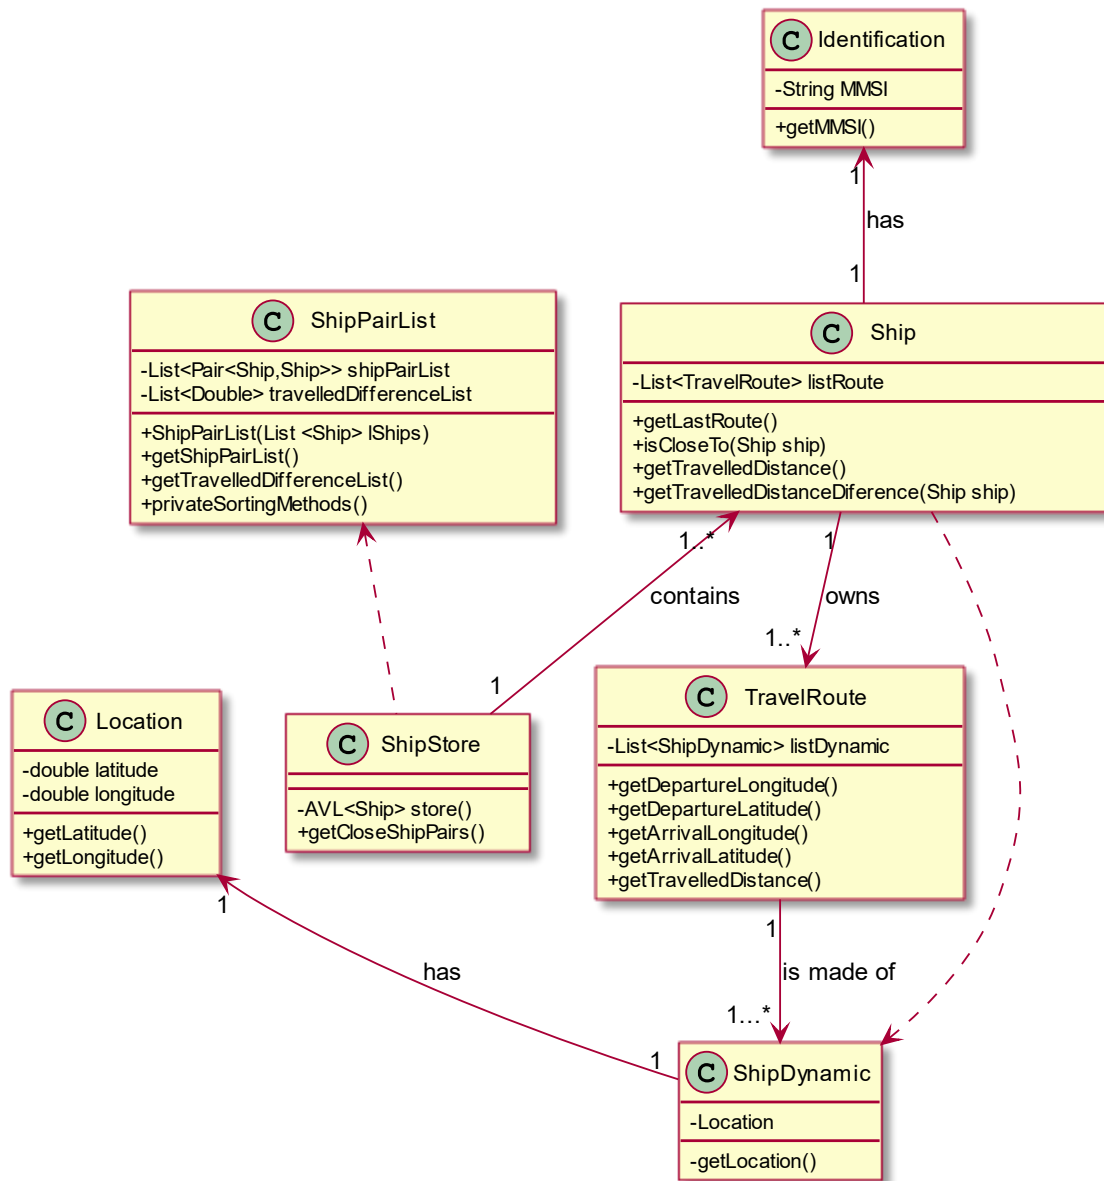 C Identification
-String MMSI
+getMMSI()
1
has
1
C ShipPairList
-List<Pair<Ship,Ship>> shipPairList
-List<Double> travelledDifferenceList
+ShipPairList(List <Ship> lShips)
+getShipPairList()
+getTravelledDifferenceList()
+privateSortingMethods()
C Ship
-List<TravelRoute> listRoute
+getLastRoute()
+isCloseTo(Ship ship)
+getTravelledDistance()
+getTravelledDistanceDiference(Ship ship)
1..*
contains
1
1
owns
1..*
C Location
-double latitude
-double longitude
+getLatitude()
+getLongitude()
C ShipStore
-AVL<Ship> store()
+getCloseShipPairs()
C TravelRoute
-List<ShipDynamic> listDynamic
+getDepartureLongitude()
+getDepartureLatitude()
+getArrivalLongitude()
+getArrivalLatitude()
+getTravelledDistance()
1
has
1
1
is made of
1...*
C ShipDynamic
-Location
-getLocation()